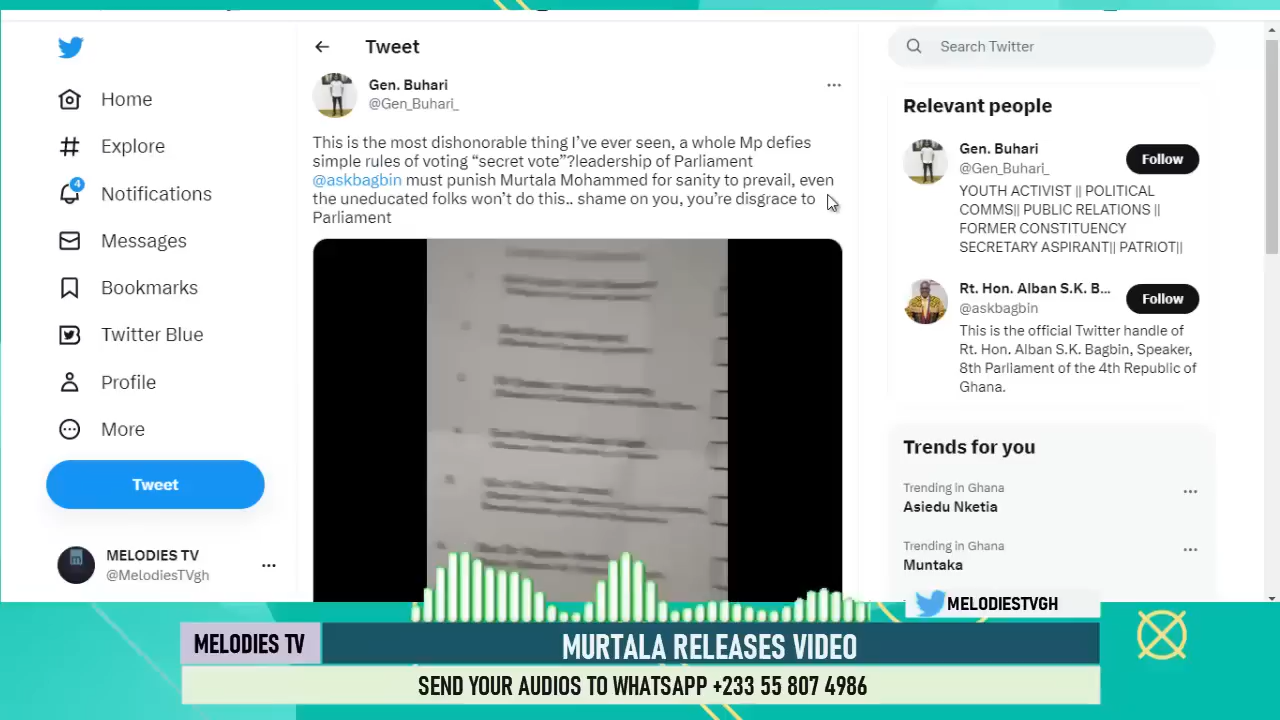 Home
Explore
4
Notifications
Messages
Bookmarks
Twitter Blue
Profile
More
Tweet
MELODIES TV
@MelodiesTVgh
Tweet
Gen. Buhari
@Gen_Buhari_
This is the most dishonorable thing I've ever seen, a whole Mp defies
simple rules of voting “secret vote”?leadership of Parliament
@askbagbin must punish Murtala Mohammed for sanity to prevail, even
the uneducated folks won't do this.. shame on you, you're disgrace to
Parliament
Search Twitter
Relevant people
Gen. Buhari
@Gen_Buhari_
Follow
YOUTH ACTIVIST || POLITICAL
COMMS|| PUBLIC RELATIONS ||
FORMER CONSTITUENCY
SECRETARY ASPIRANT|| PATRIOT||
Rt. Hon. Alban S.K. B...
@askbagbin
Follow
This is the official Twitter handle of
Rt. Hon. Alban S.K. Bagbin, Speaker,
8th Parliament of the 4th Republic of
Ghana.
Trends for you
Trending in Ghana
Asiedu Nketia
Trending in Ghana
Muntaka
MELODIESTVGH
MELODIES TV
MURTALA RELEASES VIDEO
SEND YOUR AUDIOS TO WHATSAPP +233 55 807 4986